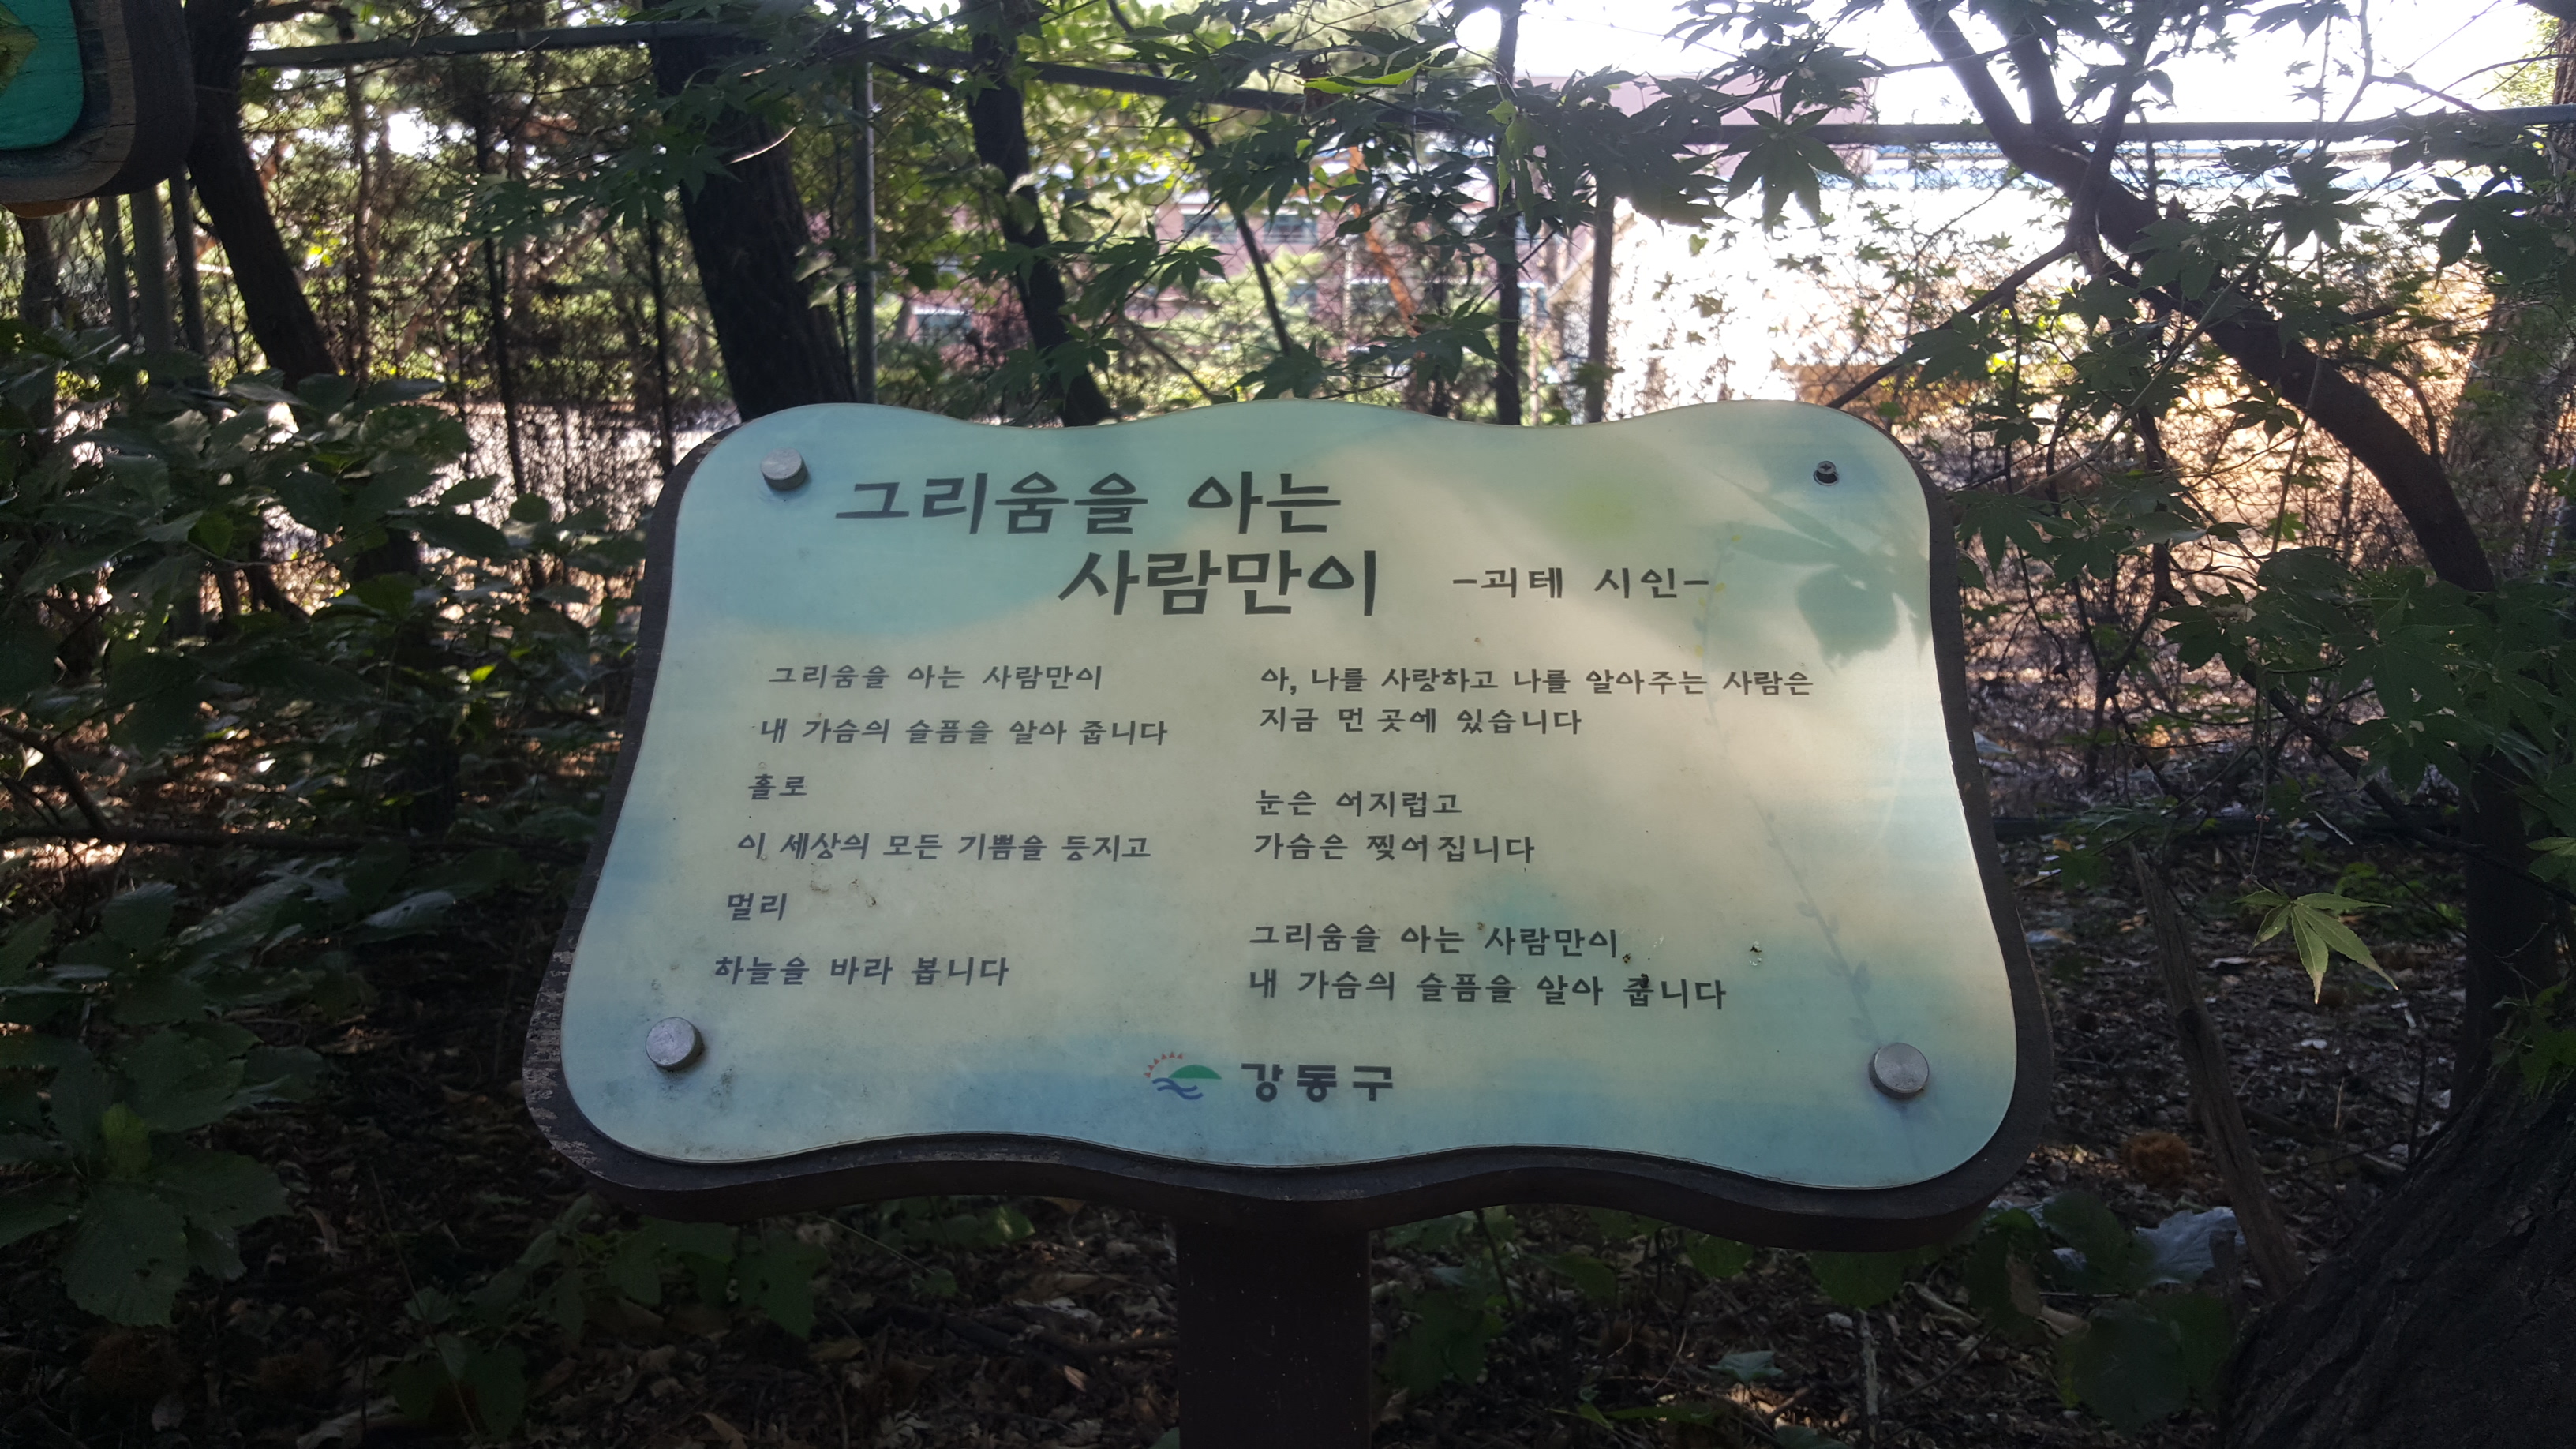 그리움을 아는
사람만이 -괴테 시인-
그리움을 아는 사람만이
내 가슴의 슬픔을 알아 줍니다
홀로
이 세상의 모든 기쁨을 등지고
멀리
하늘을 바라 봅니다
아, 나를 사랑하고 나를 알아주는 사람은
지금 먼 곳에 있습니다
눈은 어지럽고
가슴은 찢어집니다
그리움을 아는 사람만이
내 가슴의 슬픔을 알아 줍니다
강동구